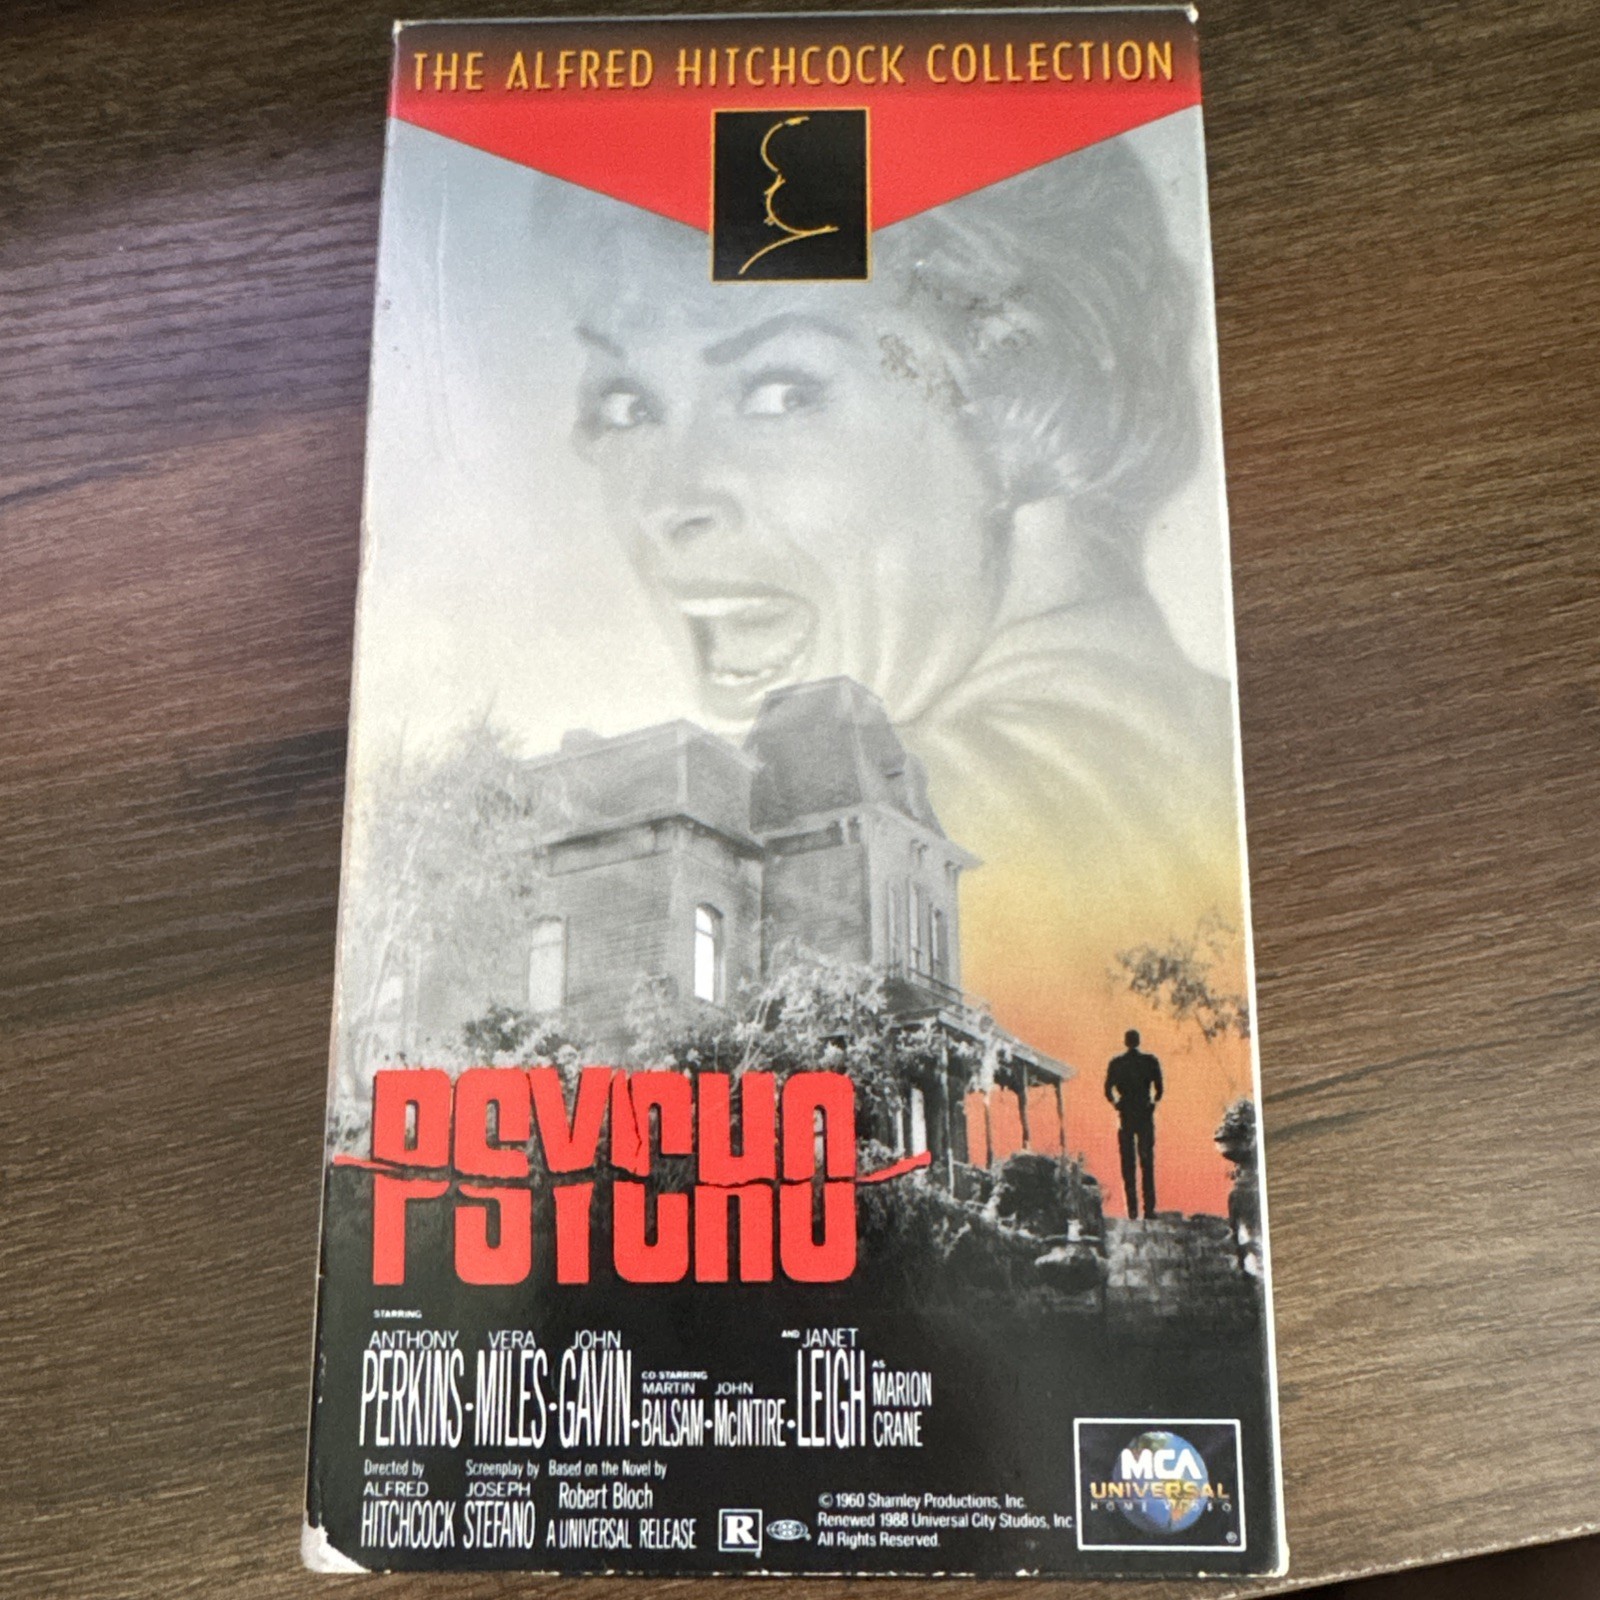 THE ALFRED HITCHCOCK COLLECTION
PSYCHO
STARRING
ANTHONY PERKINS - VERA MILES - JOHN GAVIN - CO STARRING MARTIN BALSAM - JOHN McINTIRE - AND JANET LEIGH AS MARION CRANE
Directed by ALFRED HITCHCOCK Screenplay by JOSEPH STEFANO Based on the Novel by Robert Bloch A UNIVERSAL RELEASE
R
© 1960 Shamley Productions, Inc.
Renewed 1988 Universal City Studios, Inc.
All Rights Reserved.
MCA
UNIVERSAL
HOME VIDEO
®